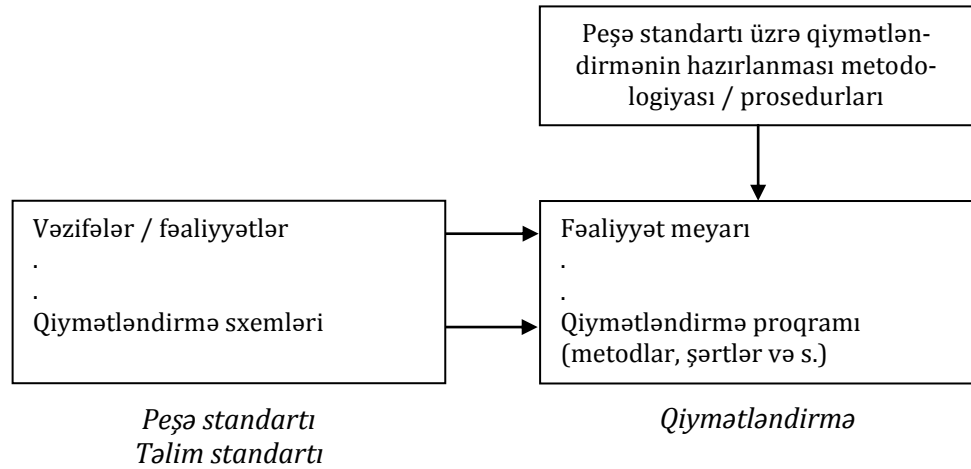 Peşə standartı üzrə qiymətlən-
dirmənin hazırlanması metodo-
logiyası / prosedurları
Vəzifələr / fəaliyyətlər
.
.
Qiymətləndirmə sxemləri
Fəaliyyət meyarı
.
.
Qiymətləndirmə proqramı
(metodlar, şərtlər və s.)
Peşə standartı
Təlim standartı
Qiymətləndirmə